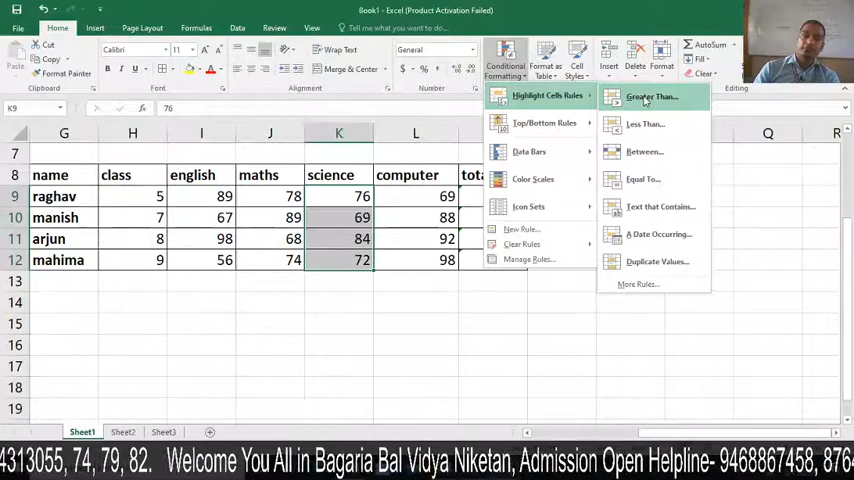 Book1 - Excel (Product Activation Failed)
File Home Insert Page Layout Formulas Data Review View Tell me what you want to do...
Cut
Copy
Format Painter
Calibri 11
Wrap Text
Merge & Center
General
Conditional Formatting
Format as Table
Cell Styles
Insert Delete Format
AutoSum
Fill
Clear
Editing
K9 fx 76
G H I J K L Q R
7
8 name class english maths science computer
9 raghav 5 89 78 76 69
10 manish 7 67 89 69 88
11 arjun 8 98 68 84 92
12 mahima 9 56 74 72 98
13
14
15
16
17
18
19
Highlight Cells Rules
Top/Bottom Rules
Data Bars
Color Scales
Icon Sets
New Rule...
Clear Rules
Manage Rules...
Greater Than...
Less Than...
Between...
Equal To...
Text that Contains...
A Date Occurring...
Duplicate Values...
More Rules...
Sheet1 Sheet2 Sheet3
4313055, 74, 79, 82. Welcome You All in Bagaria Bal Vidya Niketan, Admission Open Helpline- 9468867458, 876